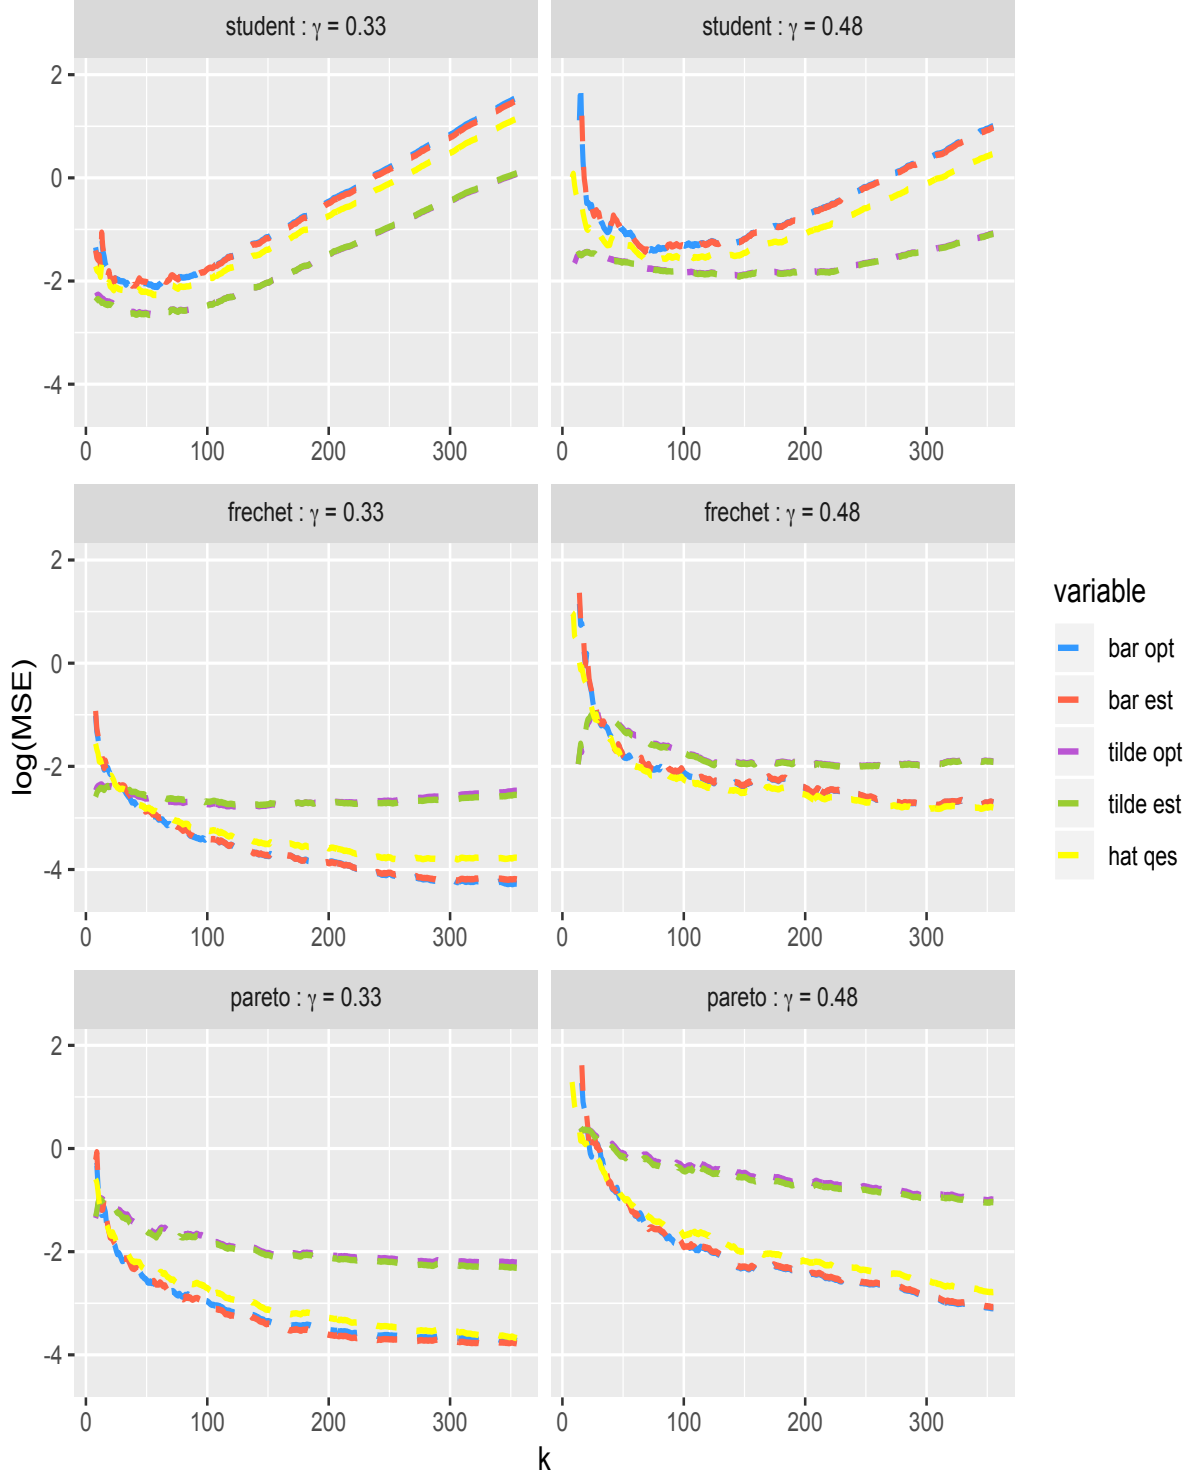 student : γ = 0.33
student : γ = 0.48
2
0
-2
-4
0 100 200 300
0 100 200 300
frechet : γ = 0.33
frechet : γ = 0.48
2
0
-2
-4
0 100 200 300
0 100 200 300
pareto : γ = 0.33
pareto : γ = 0.48
2
0
-2
-4
0 100 200 300
0 100 200 300
log(MSE)
k
variable
bar opt
bar est
tilde opt
tilde est
hat qes